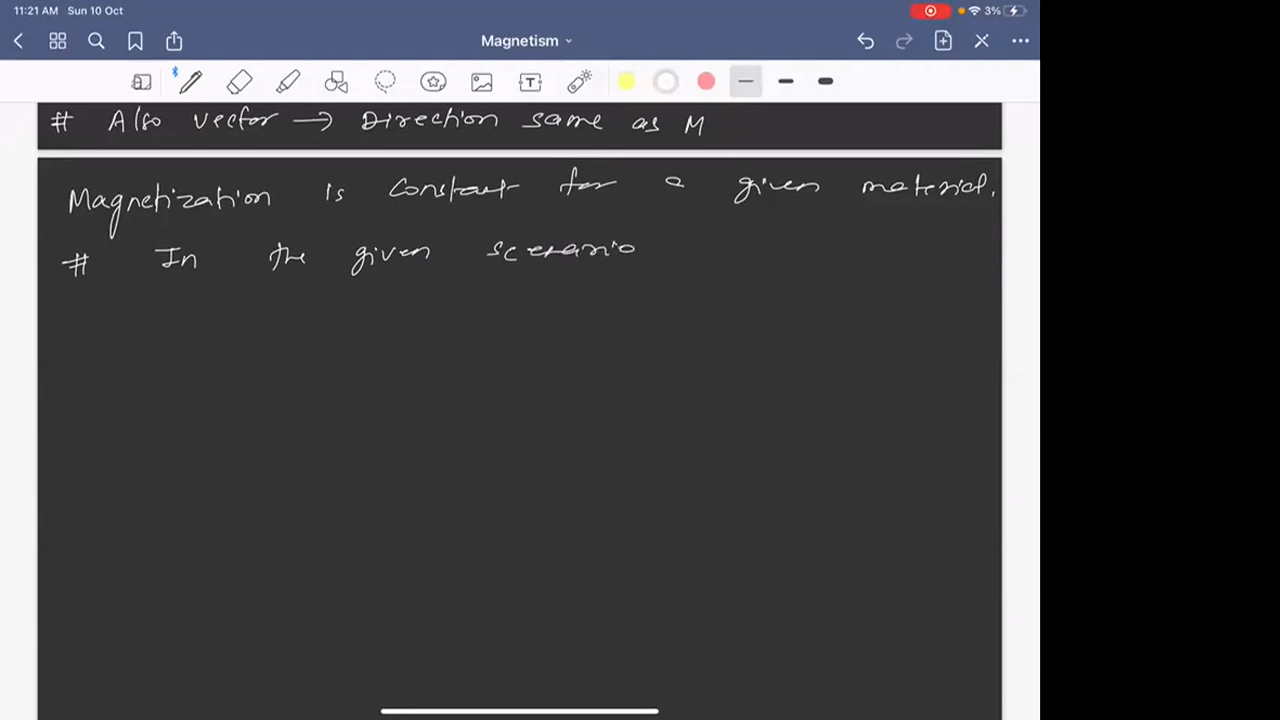 11:21 AM Sun 10 Oct
3%
Magnetism
# Also vector → Direction same as M
Magnetization is constant for a given material.
# In the given scenario